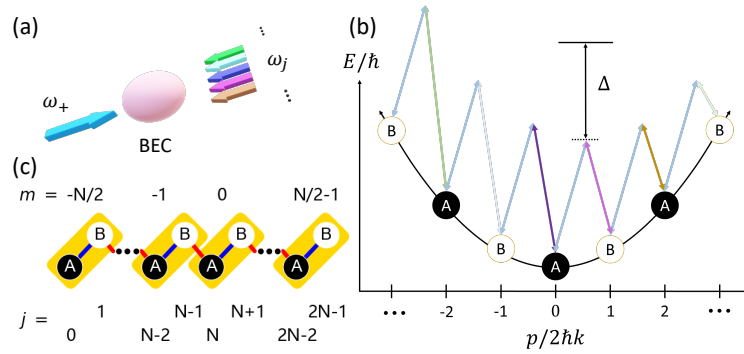 (a)
ω₊
BEC
...
ω_j
...
(b)
E/ħ
Δ
B
A
B
A
B
A
B
... -2 -1 0 1 2 ...
p/2ħk
(c)
m = -N/2 -1 0 N/2-1
B B B B
A A A A
j = 0 1 N-2 N-1 N N+1 2N-2 2N-1